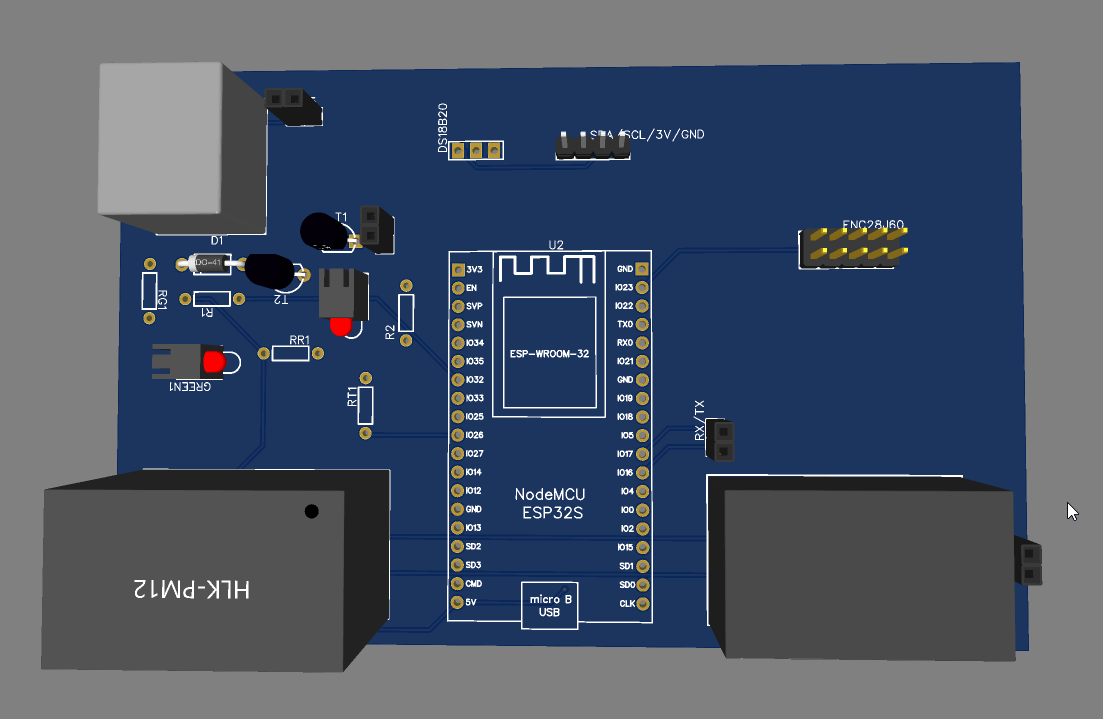 DS18B20
SDA/SCL/3V/GND
T1
ENC28J60
D1
DO-41
T2
RG1
R1
R2
RR1
GREEN1
RT1
U2
3V3
EN
SVP
SVN
IO34
IO35
IO32
IO33
IO25
IO26
IO27
IO14
IO12
GND
IO13
SD2
SD3
CMD
5V
ESP-WROOM-32
NodeMCU
ESP32S
micro B
USB
GND
IO23
IO22
TX0
RX0
IO21
GND
IO19
IO18
IO5
IO17
IO16
IO4
IO0
IO2
IO15
SD1
SD0
CLK
RX/TX
HLK-PM12